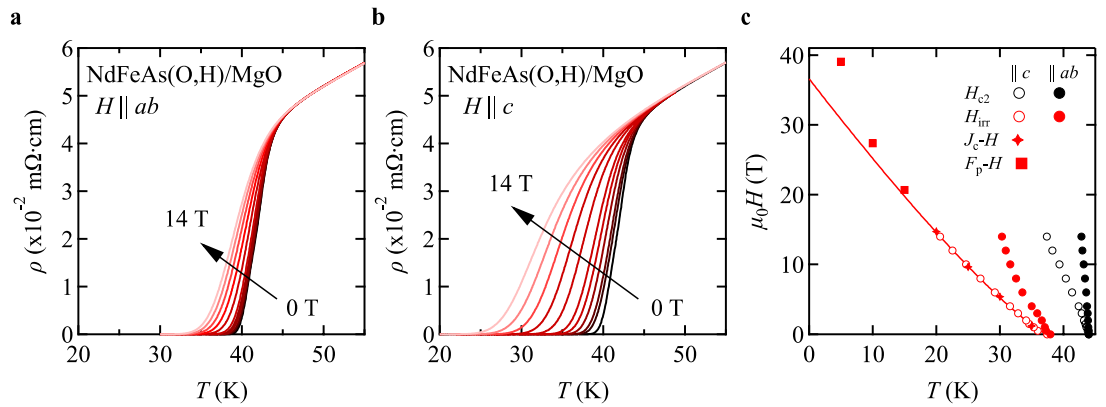 a
NdFeAs(O,H)/MgO
H || ab
14 T
0 T
ρ (x10⁻² mΩ·cm)
6
5
4
3
2
1
0
20 30 40 50
T (K)
b
NdFeAs(O,H)/MgO
H || c
14 T
0 T
ρ (x10⁻² mΩ·cm)
6
5
4
3
2
1
0
20 30 40 50
T (K)
c
|| c || ab
Hc2
Hirr
Jc-H
Fp-H
μ₀H (T)
40
30
20
10
0
0 10 20 30 40
T (K)